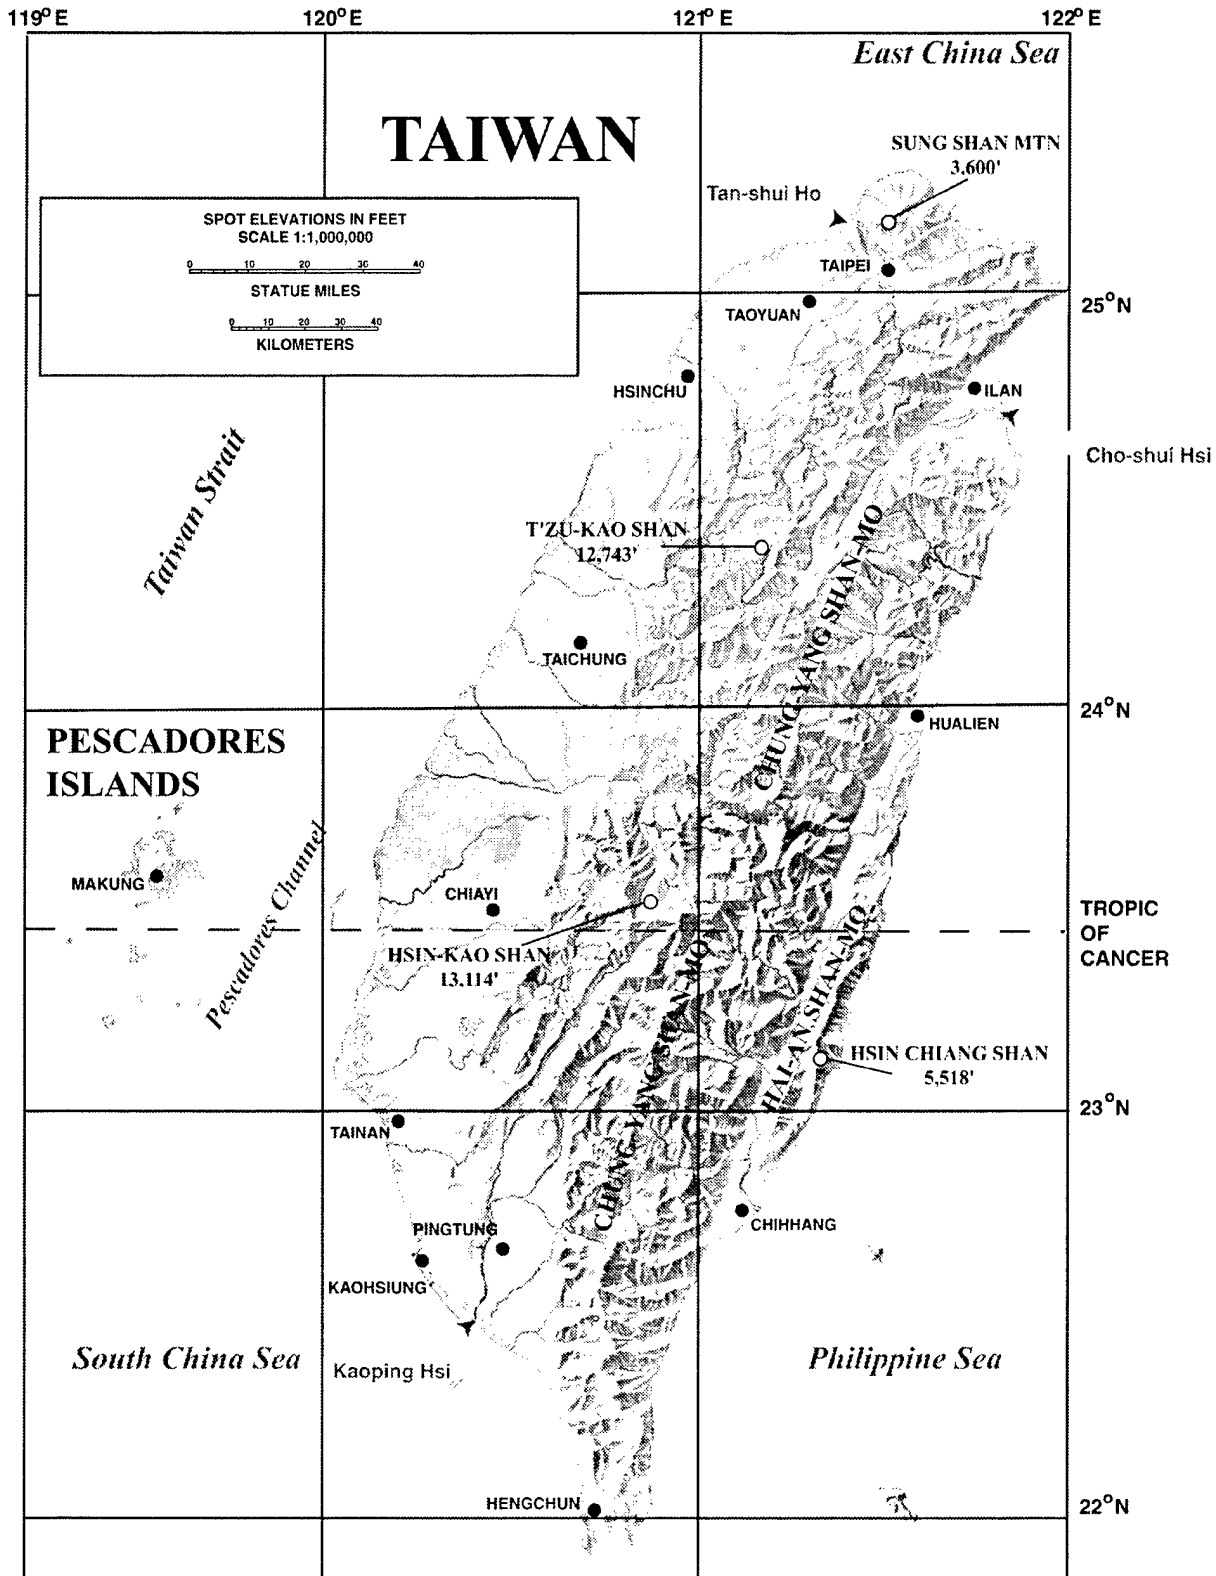 119° E
120° E
121° E
122° E
East China Sea
TAIWAN
SUNG SHAN MTN
3,600'
Tan-shui Ho
SPOT ELEVATIONS IN FEET
SCALE 1:1,000,000
0 10 20 30 40
STATUE MILES
0 10 20 30 40
KILOMETERS
TAIPEI
25°N
TAOYUAN
HSINCHU
ILAN
Cho-shui Hsi
Taiwan Strait
T'ZU-KAO SHAN
12,743'
CHUNG-YANG SHAN-MO
TAICHUNG
24°N
HUALIEN
PESCADORES
ISLANDS
MAKUNG
Pescadores Channel
CHIAYI
TROPIC
OF
CANCER
HSIN-KAO SHAN
13,114'
CHUNG-YANG SHAN-MO
HAI-AN SHAN-MO
HSIN CHIANG SHAN
5,518'
23°N
TAINAN
CHIHHANG
PINGTUNG
KAOHSIUNG
South China Sea
Kaoping Hsi
Philippine Sea
HENGCHUN
22°N